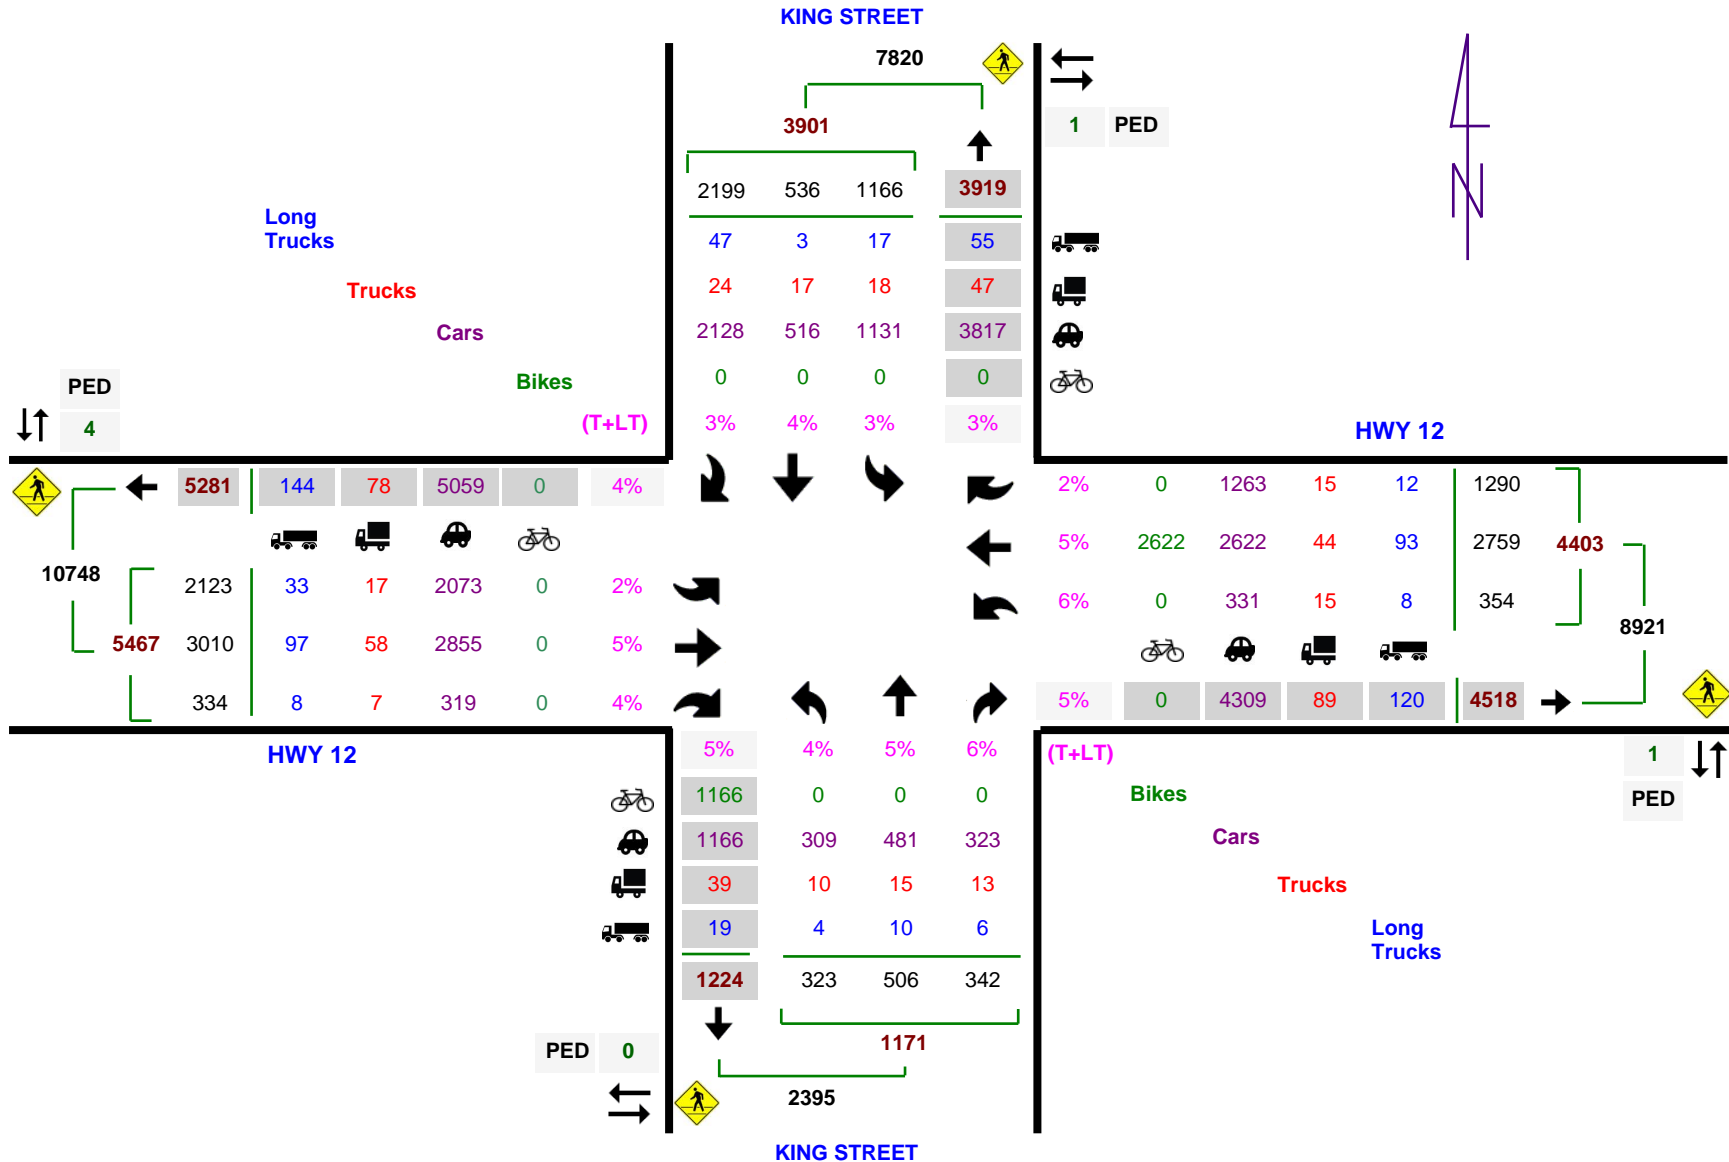 KING STREET
7820
3901
1 PED
2199 536 1166 3919
Long
Trucks
47 3 17 55
Trucks
24 17 18 47
Cars
2128 516 1131 3817
PED
Bikes
0 0 0 0
4
(T+LT)
3% 4% 3% 3%
HWY 12
5281 144 78 5059 0 4%
2% 0 1263 15 12 1290
5% 2622 2622 44 93 2759 4403
10748
2123 33 17 2073 0 2%
6% 0 331 15 8 354
8921
5467 3010 97 58 2855 0 5%
334 8 7 319 0 4%
5% 0 4309 89 120 4518
HWY 12
5% 4% 5% 6%
(T+LT)
1
PED
1166 0 0 0
Bikes
1166 309 481 323
Cars
39 10 15 13
Trucks
19 4 10 6
Long
Trucks
1224 323 506 342
1171
PED 0
2395
KING STREET
N